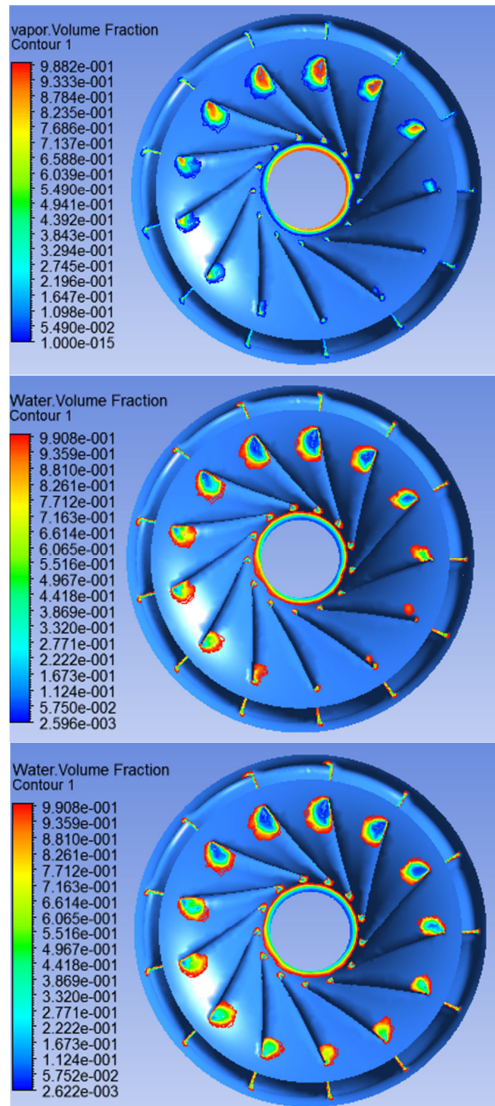 vapor.Volume Fraction
Contour 1
9.882e-001
9.333e-001
8.784e-001
8.235e-001
7.686e-001
7.137e-001
6.588e-001
6.039e-001
5.490e-001
4.941e-001
4.392e-001
3.843e-001
3.294e-001
2.745e-001
2.196e-001
1.647e-001
1.098e-001
5.490e-002
1.000e-015
Water.Volume Fraction
Contour 1
9.908e-001
9.359e-001
8.810e-001
8.261e-001
7.712e-001
7.163e-001
6.614e-001
6.065e-001
5.516e-001
4.967e-001
4.418e-001
3.869e-001
3.320e-001
2.771e-001
2.222e-001
1.673e-001
1.124e-001
5.750e-002
2.596e-003
Water.Volume Fraction
Contour 1
9.908e-001
9.359e-001
8.810e-001
8.261e-001
7.712e-001
7.163e-001
6.614e-001
6.065e-001
5.516e-001
4.967e-001
4.418e-001
3.869e-001
3.320e-001
2.771e-001
2.222e-001
1.673e-001
1.124e-001
5.752e-002
2.622e-003